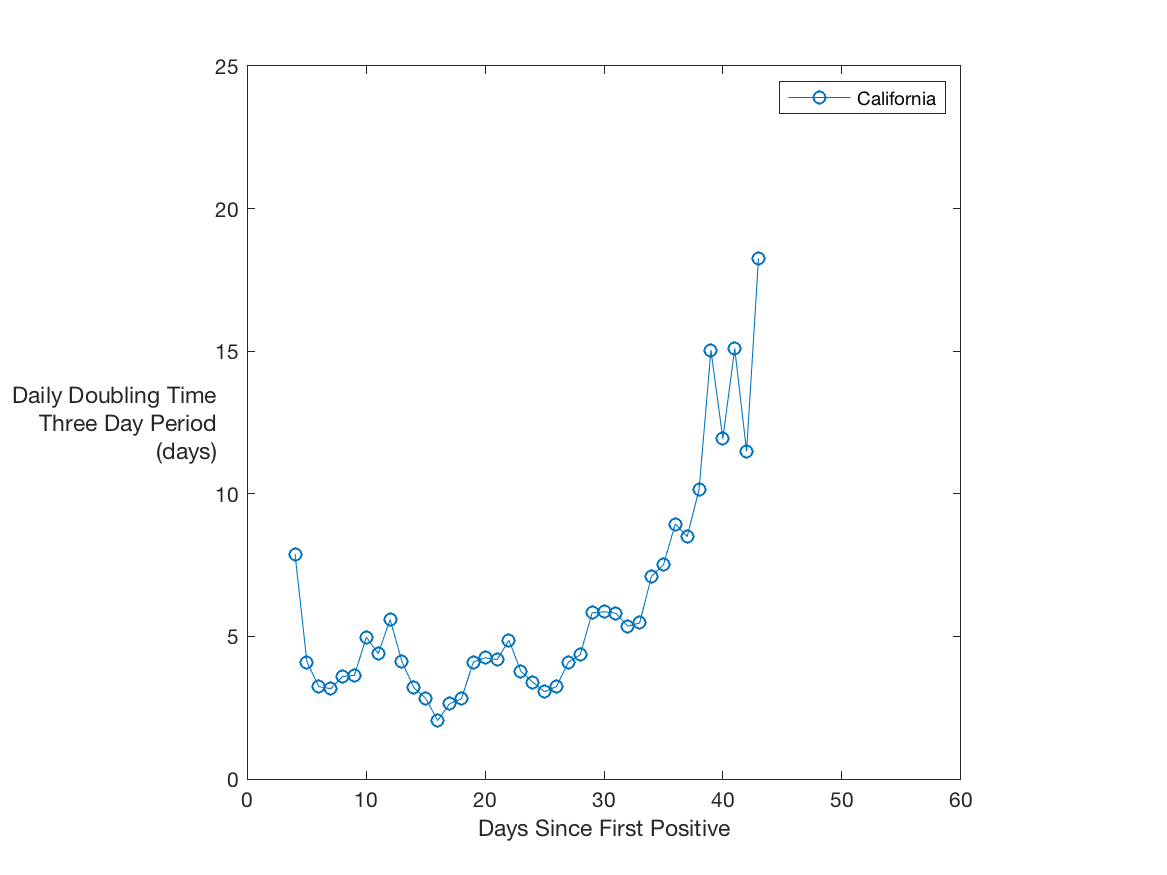 25
California
20
15
Daily Doubling Time
Three Day Period
(days)
10
5
0
0 10 20 30 40 50 60
Days Since First Positive